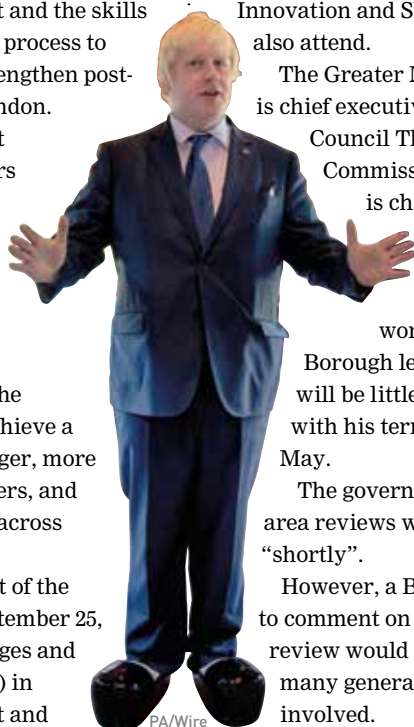 t and the skills
process to
engthen post-
ndon.
t
rs
he
hieve a
ger, more
ers, and
across
t of the
tember 25,
ges and
) in
t and
Innovation and S
also attend.
The Greater M
is chief executiv
Council Th
Commiss
is ch
wor
Borough le
will be little
with his terr
May.
The govern
area reviews w
“shortly”.
However, a B
to comment on
review would
many genera
involved.
PA/Wire